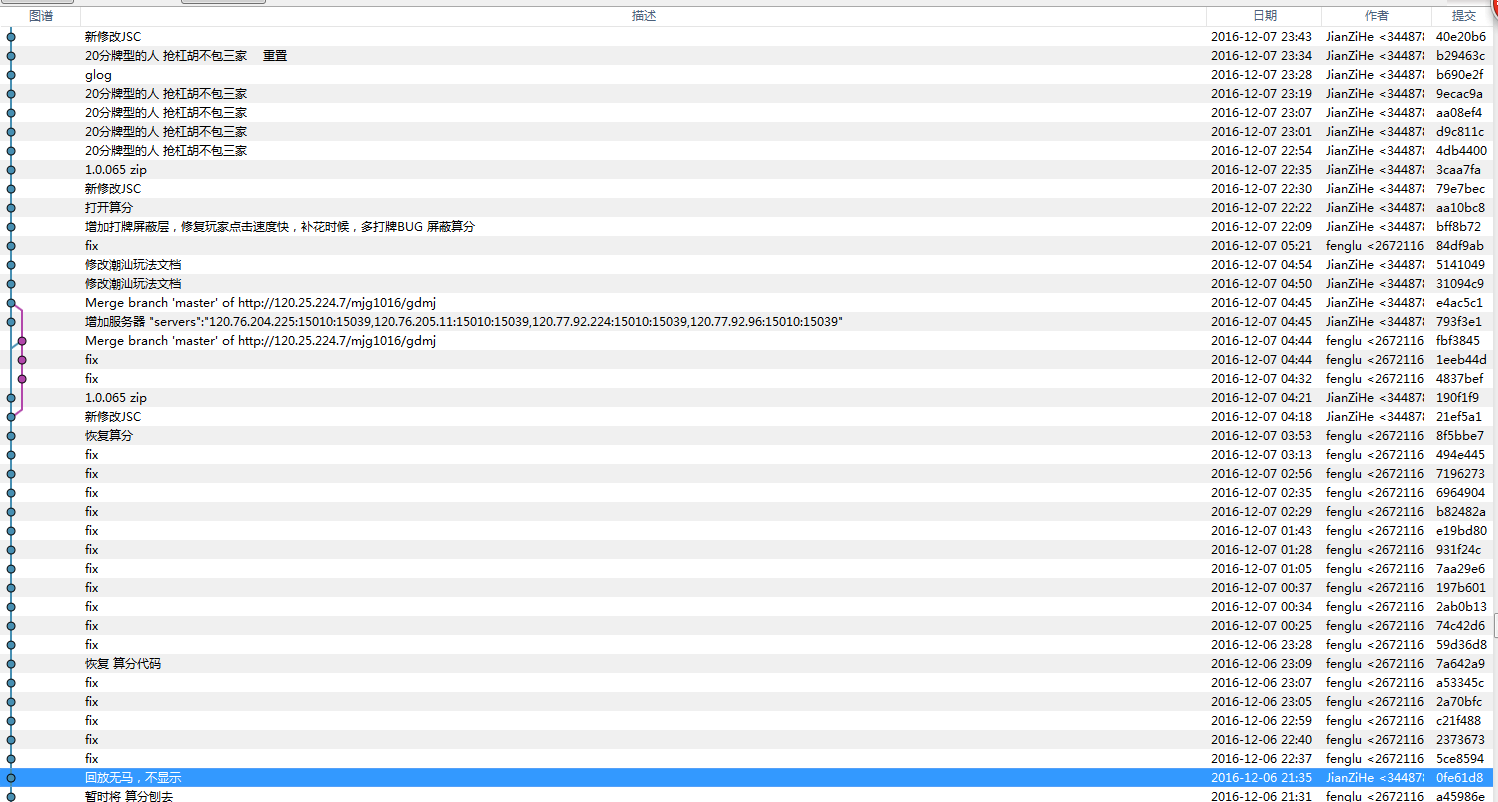 图谱 描述 日期 作者 提交
新修改JSC 2016-12-07 23:43 JianZiHe <344878 40e20b6
20分牌型的人 抢杠胡不包三家 重置 2016-12-07 23:34 JianZiHe <344878 b29463c
glog 2016-12-07 23:28 JianZiHe <344878 b690e2f
20分牌型的人 抢杠胡不包三家 2016-12-07 23:19 JianZiHe <344878 9ecac9a
20分牌型的人 抢杠胡不包三家 2016-12-07 23:07 JianZiHe <344878 aa08ef4
20分牌型的人 抢杠胡不包三家 2016-12-07 23:01 JianZiHe <344878 d9c811c
20分牌型的人 抢杠胡不包三家 2016-12-07 22:54 JianZiHe <344878 4db4400
1.0.065 zip 2016-12-07 22:35 JianZiHe <344878 3caa7fa
新修改JSC 2016-12-07 22:30 JianZiHe <344878 79e7bec
打开算分 2016-12-07 22:22 JianZiHe <344878 aa10bc8
增加打牌屏蔽层，修复玩家点击速度快，补花时候，多打牌BUG 屏蔽算分 2016-12-07 22:09 JianZiHe <344878 bff8b72
fix 2016-12-07 05:21 fenglu <2672116 84df9ab
修改潮汕玩法文档 2016-12-07 04:54 JianZiHe <344878 5141049
修改潮汕玩法文档 2016-12-07 04:50 JianZiHe <344878 31094c9
Merge branch 'master' of http://120.25.224.7/mjg1016/gdmj 2016-12-07 04:45 JianZiHe <344878 e4ac5c1
增加服务器 "servers":"120.76.204.225:15010:15039,120.76.205.11:15010:15039,120.77.92.224:15010:15039,120.77.92.96:15010:15039" 2016-12-07 04:45 JianZiHe <344878 793f3e1
Merge branch 'master' of http://120.25.224.7/mjg1016/gdmj 2016-12-07 04:44 fenglu <2672116 fbf3845
fix 2016-12-07 04:44 fenglu <2672116 1eeb44d
fix 2016-12-07 04:32 fenglu <2672116 4837bef
1.0.065 zip 2016-12-07 04:21 JianZiHe <344878 190f1f9
新修改JSC 2016-12-07 04:18 JianZiHe <344878 21ef5a1
恢复算分 2016-12-07 03:53 fenglu <2672116 8f5bbe7
fix 2016-12-07 03:13 fenglu <2672116 494e445
fix 2016-12-07 02:56 fenglu <2672116 7196273
fix 2016-12-07 02:35 fenglu <2672116 6964904
fix 2016-12-07 02:29 fenglu <2672116 b82482a
fix 2016-12-07 01:43 fenglu <2672116 e19bd80
fix 2016-12-07 01:28 fenglu <2672116 931f24c
fix 2016-12-07 01:05 fenglu <2672116 7aa29e6
fix 2016-12-07 00:37 fenglu <2672116 197b601
fix 2016-12-07 00:34 fenglu <2672116 2ab0b13
fix 2016-12-07 00:25 fenglu <2672116 74c42d6
fix 2016-12-06 23:28 fenglu <2672116 59d36d8
恢复 算分代码 2016-12-06 23:09 fenglu <2672116 7a642a9
fix 2016-12-06 23:07 fenglu <2672116 a53345c
fix 2016-12-06 23:05 fenglu <2672116 2a70bfc
fix 2016-12-06 22:59 fenglu <2672116 c21f488
fix 2016-12-06 22:40 fenglu <2672116 2373673
fix 2016-12-06 22:37 fenglu <2672116 5ce8594
回放无马，不显示 2016-12-06 21:35 JianZiHe <344878 0fe61d8
暂时将 算分刨去 2016-12-06 21:31 fenglu <2672116 a45986e